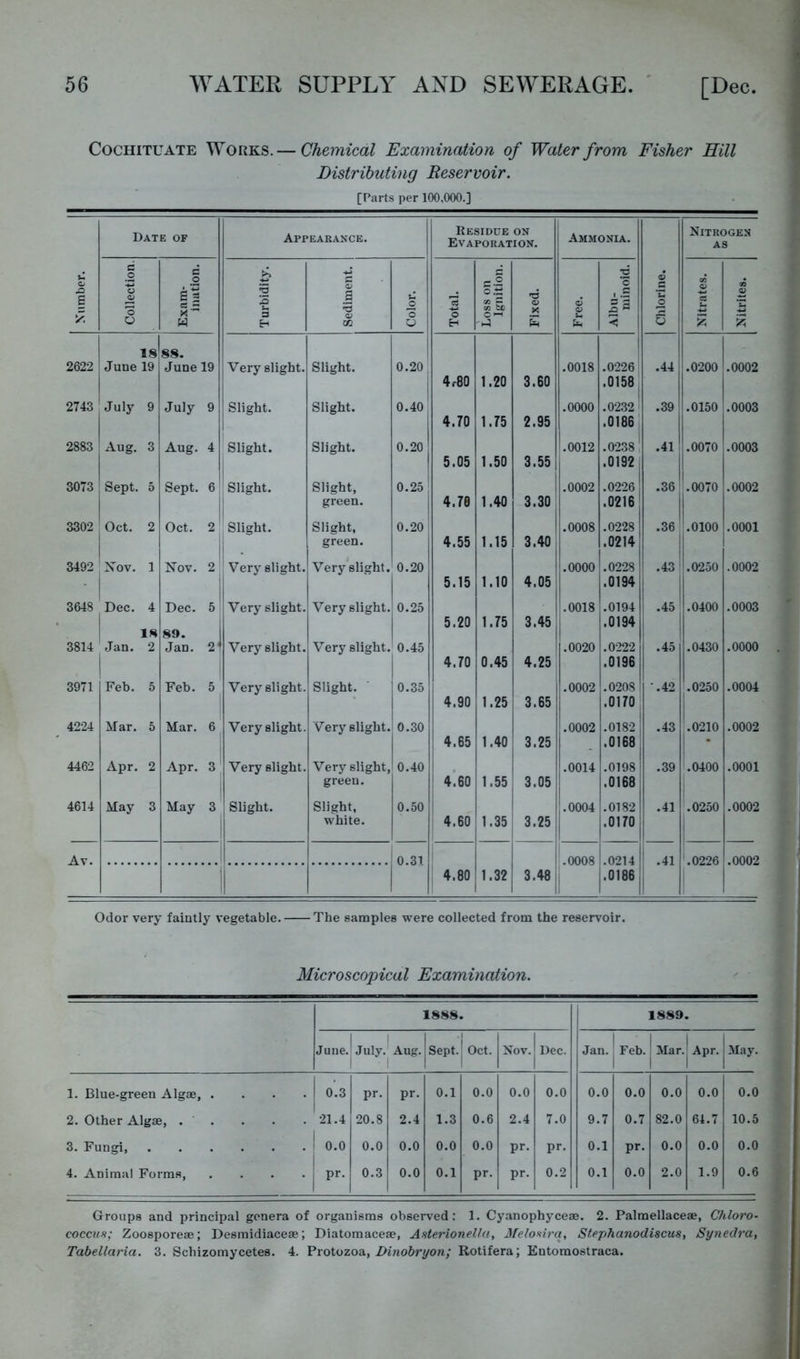 56 WATER SUPPLY AND SEWERAGE. [Dec.
COCHITUATE WORKS. — Chemical Examination of Water from Fisher Hill
Distributing Reservoir.
[Parts per 100,000.]
Number. | DATE OF | APPEARANCE. | RESIDUE ON EVAPORATION. | AMMONIA. | Chlorine. | NITROGEN AS
Collection. | Examination. | Turbidity. | Sediment. | Color. | Total. | Loss on Ignition. | Fixed. | Free. | Albuminoid. | Nitrates. | Nitrites.
1888.
2622 June 19 June 19 Very slight. Slight. 0.20 4.80 1.20 3.60 .0018 .0226 .0158 .44 .0200 .0002
2743 July 9 July 9 Slight. Slight. 0.40 4.70 1.75 2.95 .0000 .0232 .0186 .39 .0150 .0003
2883 Aug. 3 Aug. 4 Slight. Slight. 0.20 5.05 1.50 3.55 .0012 .0238 .0192 .41 .0070 .0003
3073 Sept. 5 Sept. 6 Slight. Slight, green. 0.25 4.70 1.40 3.30 .0002 .0226 .0216 .36 .0070 .0002
3302 Oct. 2 Oct. 2 Slight. Slight, green. 0.20 4.55 1.15 3.40 .0008 .0228 .0214 .36 .0100 .0001
3492 Nov. 1 Nov. 2 Very slight. Very slight. 0.20 5.15 1.10 4.05 .0000 .0228 .0194 .43 .0250 .0002
3648 Dec. 4 Dec. 5 Very slight. Very slight. 0.25 5.20 1.75 3.45 .0018 .0194 .0194 .45 .0400 .0003
1889.
3814 Jan. 2 Jan. 2 Very slight. Very slight. 0.45 4.70 0.45 4.25 .0020 .0222 .0196 .45 .0430 .0000
3971 Feb. 5 Feb. 5 Very slight. Slight. 0.35 4.90 1.25 3.65 .0002 .0208 .0170 .42 .0250 .0004
4224 Mar. 5 Mar. 6 Very slight. Very slight. 0.30 4.65 1.40 3.25 .0002 .0182 .0168 .43 .0210 .0002
4462 Apr. 2 Apr. 3 Very slight. Very slight, green. 0.40 4.60 1.55 3.05 .0014 .0198 .0168 .39 .0400 .0001
4614 May 3 May 3 Slight. Slight, white. 0.50 4.60 1.35 3.25 .0004 .0182 .0170 .41 .0250 .0002
Av. ........ ........ ........ ........ 0.31 4.80 1.32 3.48 .0008 .0214 .0186 .41 .0226 .0002
Odor very faintly vegetable. —— The samples were collected from the reservoir.
Microscopical Examination.
1888. | 1889.
June. July. Aug. Sept. Oct. Nov. Dec. Jan. Feb. Mar. Apr. May.
1. Blue-green Algæ, . . . . 0.3 pr. pr. 0.1 0.0 0.0 0.0 0.0 0.0 0.0 0.0 0.0
2. Other Algæ, . . . . . . 21.4 20.8 2.4 1.3 0.6 2.4 7.0 9.7 0.7 82.0 64.7 10.5
3. Fungi, . . . . . . 0.0 0.0 0.0 0.0 0.0 pr. pr. 0.1 pr. 0.0 0.0 0.0
4. Animal Forms, . . . . pr. 0.3 0.0 0.1 pr. pr. 0.2 0.1 0.0 2.0 1.9 0.6
Groups and principal genera of organisms observed: 1. Cyanophyceæ. 2. Palmellaceæ, Chloro-
coccus; Zoosporeæ; Desmidiaceæ; Diatomaceæ, Asterionella, Melosira, Stephanodiscus, Synedra,
Tabellaria. 3. Schizomycetes. 4. Protozoa, Dinobryon; Rotifera; Entomostraca.